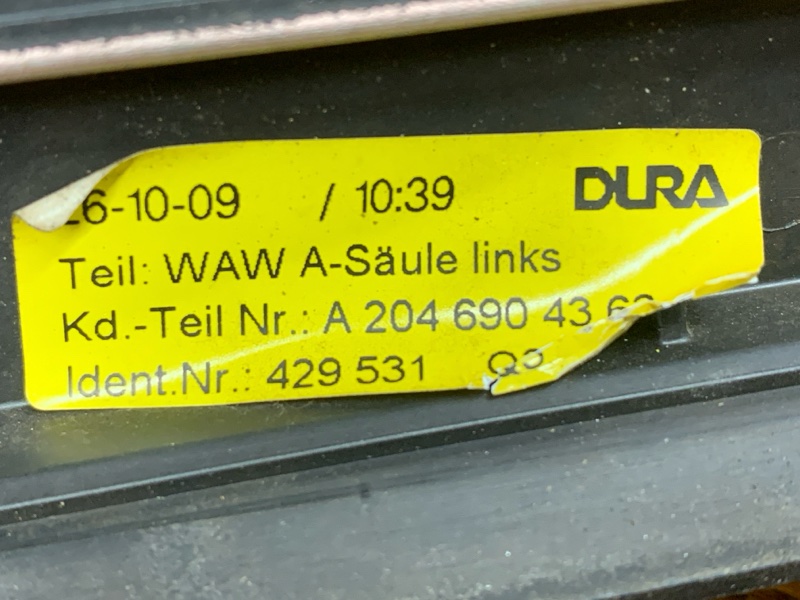 26-10-09 / 10:39 DURA
Teil: WAW A-Säule links
Kd.-Teil Nr.: A 204 690 43
Ident.Nr.: 429 531